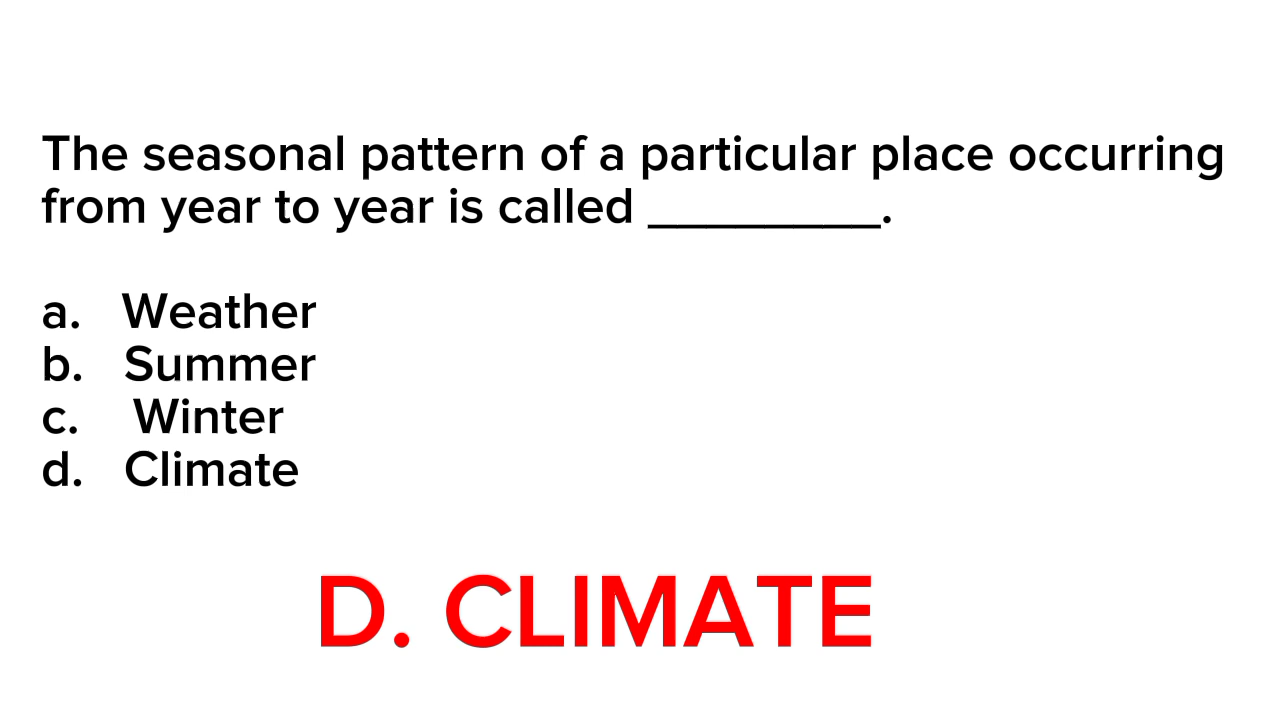 The seasonal pattern of a particular place occurring
from year to year is called _________.
a. Weather
b. Summer
c. Winter
d. Climate
D. CLIMATE